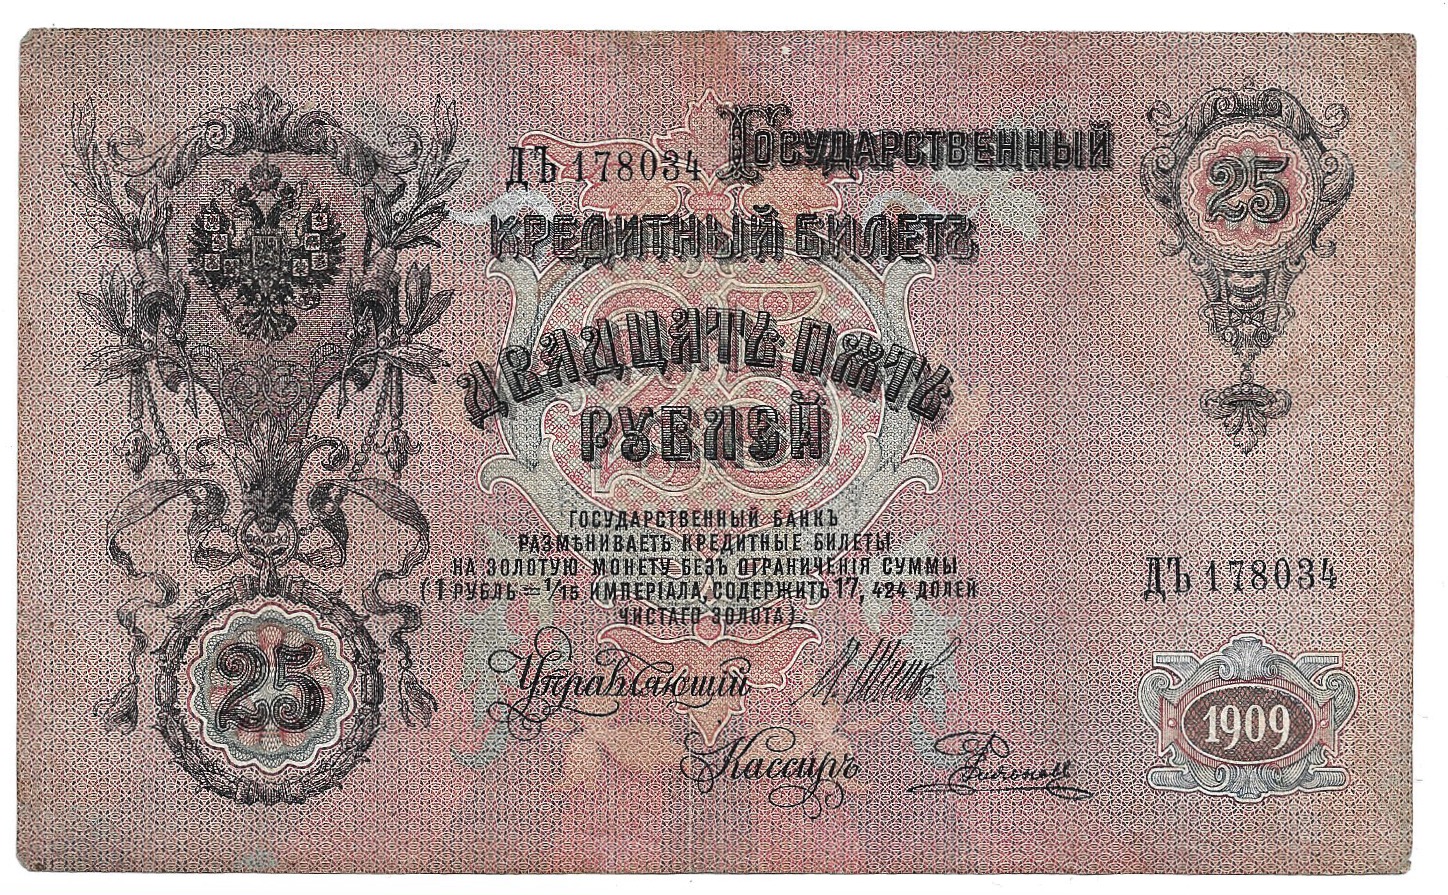 Государственный
ДЪ 178034
25
кредитный билетъ
двадцать пять
рублей
государственный банкъ
размѣниваетъ кредитные билеты
на золотую монету безъ ограниченія суммы
(1 рубль = 1/15 имперіала, содержитъ 17,424 долей
чистаго золота).
ДЪ 178034
Управляющий
Кассиръ
25
1909